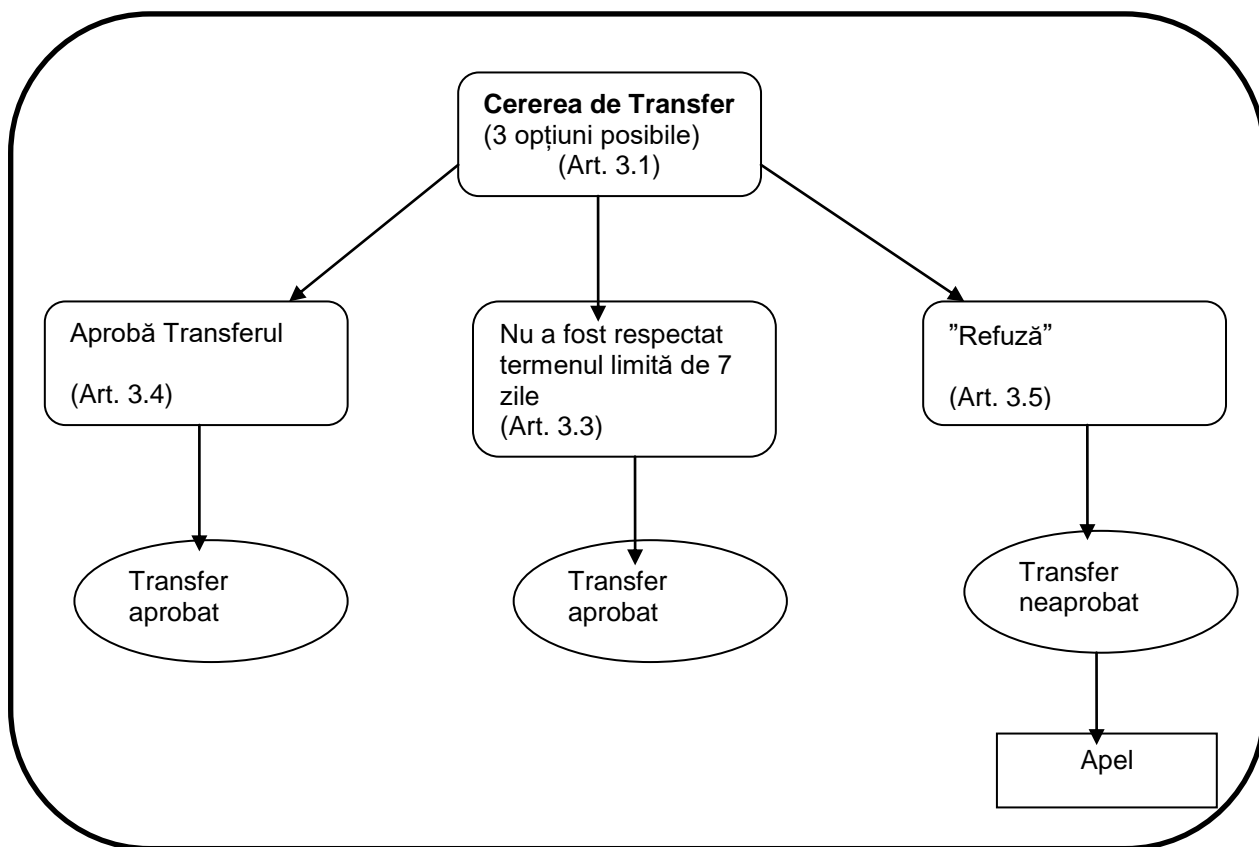 Cererea de Transfer
(3 opțiuni posibile)
(Art. 3.1)
Aprobă Transferul
(Art. 3.4)
Nu a fost respectat
termenul limită de 7
zile
(Art. 3.3)
”Refuză”
(Art. 3.5)
Transfer
aprobat
Transfer
aprobat
Transfer
neaprobat
Apel